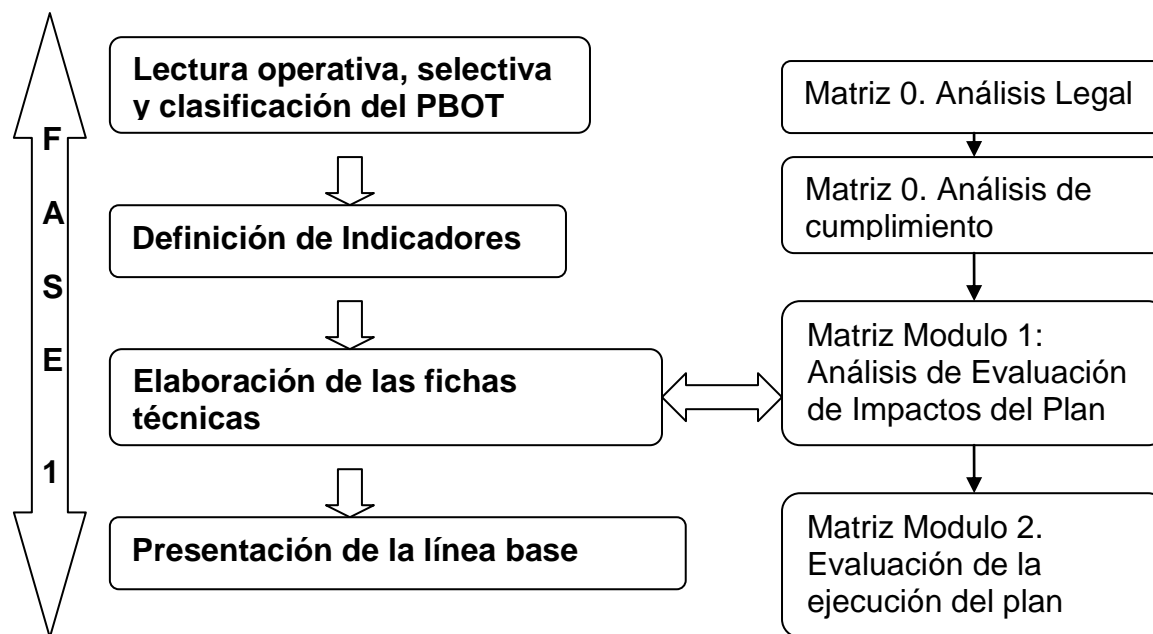 F
A
S
E
1
Lectura operativa, selectiva
y clasificación del PBOT
Definición de Indicadores
Elaboración de las fichas
técnicas
Presentación de la línea base
Matriz 0. Análisis Legal
Matriz 0. Análisis de
cumplimiento
Matriz Modulo 1:
Análisis de Evaluación
de Impactos del Plan
Matriz Modulo 2.
Evaluación de la
ejecución del plan